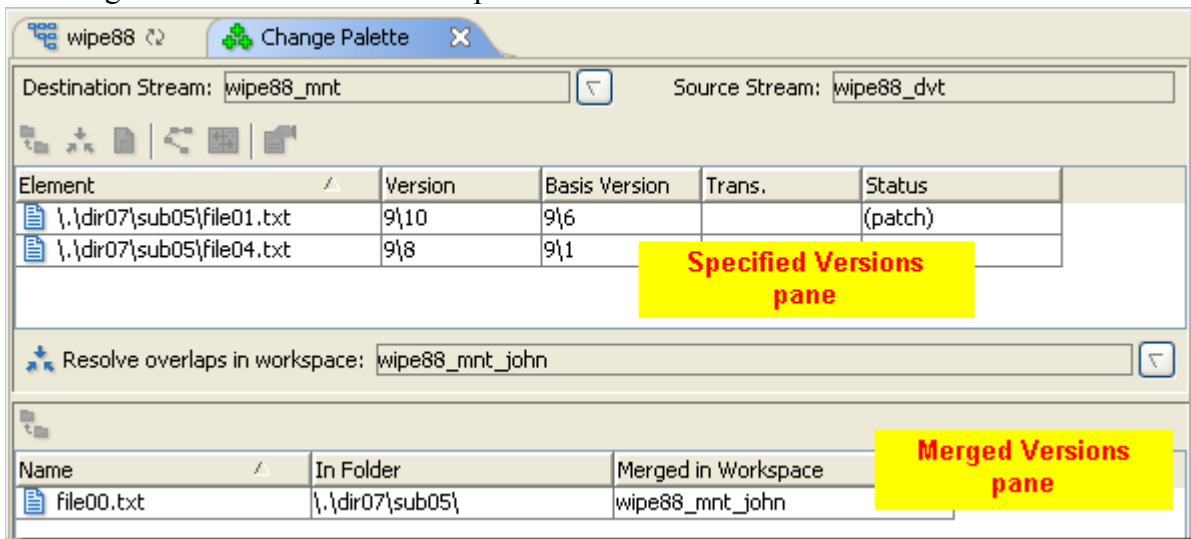 wipe88 Change Palette
Destination Stream: wipe88_mnt Source Stream: wipe88_dvt
Element Version Basis Version Trans. Status
\.\dir07\sub05\file01.txt 9\10 9\6 (patch)
\.\dir07\sub05\file04.txt 9\8 9\1
Specified Versions
pane
Resolve overlaps in workspace: wipe88_mnt_john
Name In Folder Merged in Workspace
file00.txt \.\dir07\sub05\ wipe88_mnt_john
Merged Versions
pane